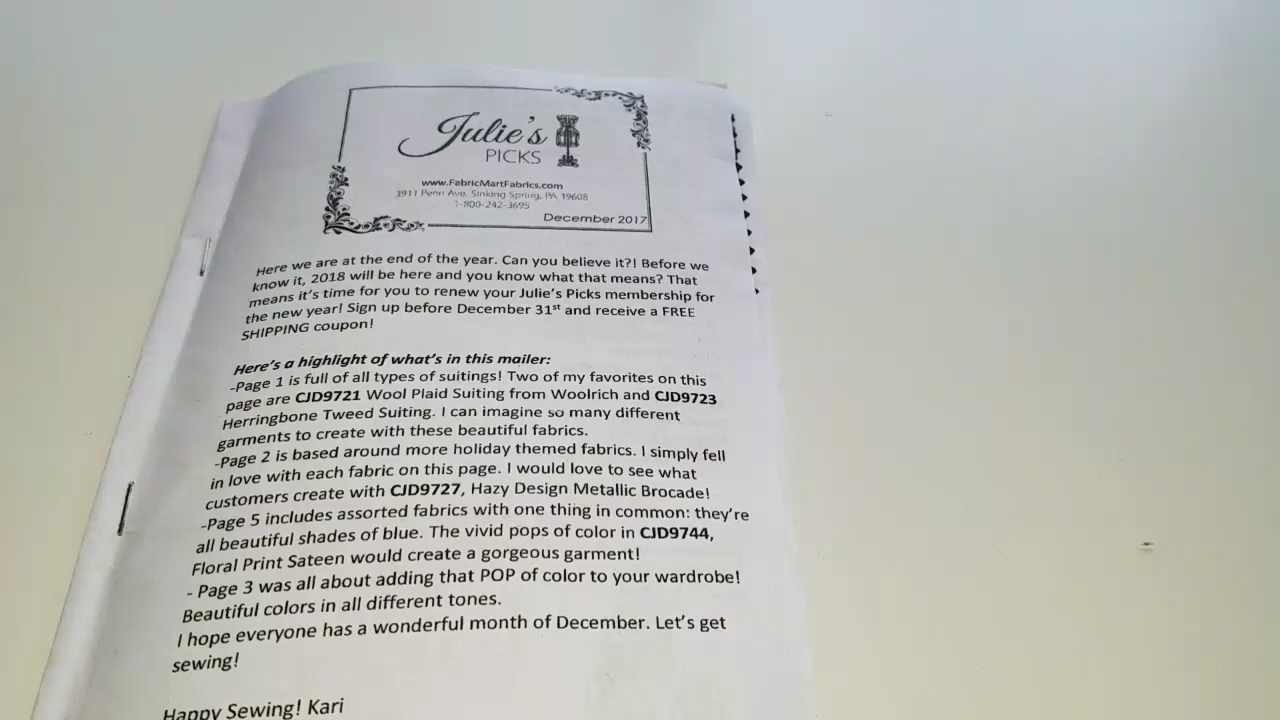 Julie's
PICKS
www.FabricMartFabrics.com
3911 Penn Ave, Sinking Spring, PA 19608
1-800-242-3695
December 2017
Here we are at the end of the year. Can you believe it?! Before we
know it, 2018 will be here and you know what that means? That
means it's time for you to renew your Julie's Picks membership for
the new year! Sign up before December 31st and receive a FREE
SHIPPING coupon!
Here's a highlight of what's in this mailer:
-Page 1 is full of all types of suitings! Two of my favorites on this
page are CJD9721 Wool Plaid Suiting from Woolrich and CJD9723
Herringbone Tweed Suiting. I can imagine so many different
garments to create with these beautiful fabrics.
-Page 2 is based around more holiday themed fabrics. I simply fell
in love with each fabric on this page. I would love to see what
customers create with CJD9727, Hazy Design Metallic Brocade!
-Page 5 includes assorted fabrics with one thing in common: they're
all beautiful shades of blue. The vivid pops of color in CJD9744,
Floral Print Sateen would create a gorgeous garment!
- Page 3 was all about adding that POP of color to your wardrobe!
Beautiful colors in all different tones.
I hope everyone has a wonderful month of December. Let's get
sewing!
Happy Sewing! Kari